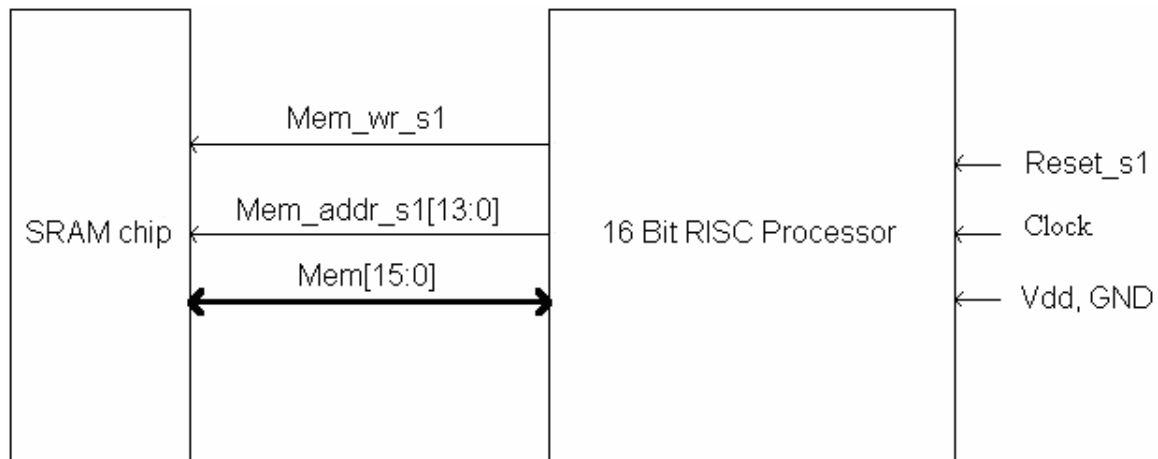 Mem_wr_s1
Reset_s1
SRAM chip
Mem_addr_s1[13:0]
16 Bit RISC Processor
Clock
Mem[15:0]
Vdd, GND